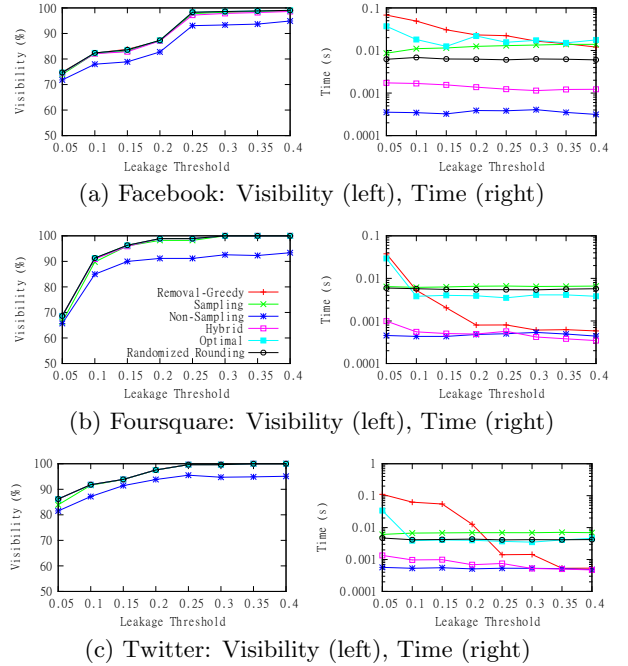 100
90
80
70
60
50
Visibility (%)
0.05 0.1 0.15 0.2 0.25 0.3 0.35 0.4
Leakage Threshold
0.1
0.01
0.001
0.0001
Time (s)
0.05 0.1 0.15 0.2 0.25 0.3 0.35 0.4
Leakage Threshold
(a) Facebook: Visibility (left), Time (right)
100
90
80
70
60
50
Visibility (%)
Removal-Greedy
Sampling
Non-Sampling
Hybrid
Optimal
Randomized Rounding
0.05 0.1 0.15 0.2 0.25 0.3 0.35 0.4
Leakage Threshold
0.1
0.01
0.001
0.0001
Time (s)
0.05 0.1 0.15 0.2 0.25 0.3 0.35 0.4
Leakage Threshold
(b) Foursquare: Visibility (left), Time (right)
100
90
80
70
60
50
Visibility (%)
0.05 0.1 0.15 0.2 0.25 0.3 0.35 0.4
Leakage Threshold
1
0.1
0.01
0.001
0.0001
Time (s)
0.05 0.1 0.15 0.2 0.25 0.3 0.35 0.4
Leakage Threshold
(c) Twitter: Visibility (left), Time (right)